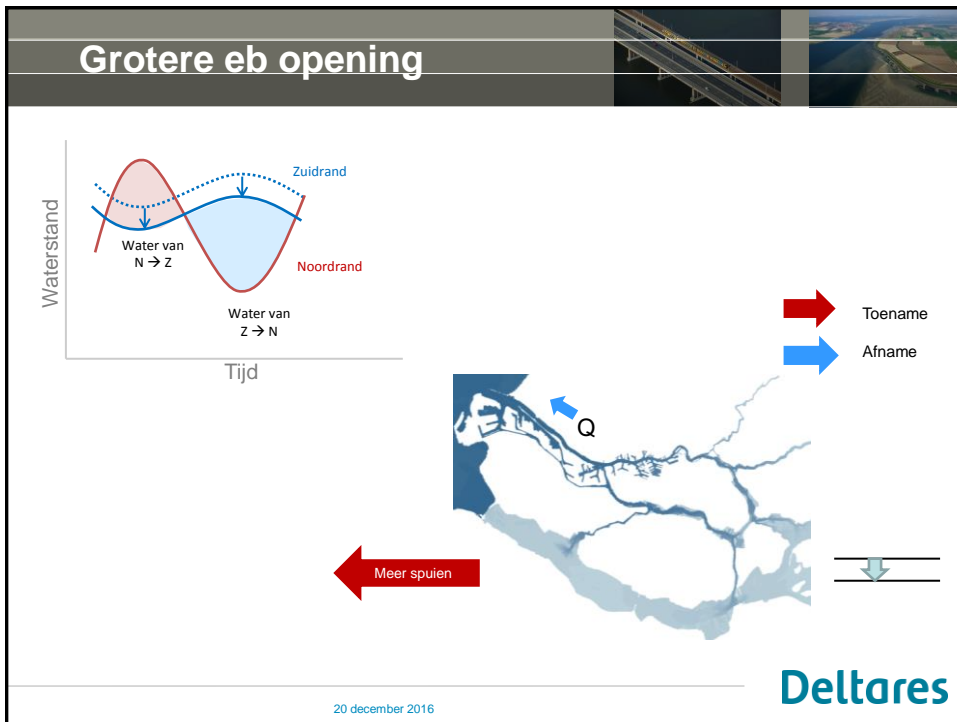 Grotere eb opening
Waterstand
Zuidrand
Water van
N → Z
Noordrand
Water van
Z → N
Tijd
Toename
Afname
Q
Meer spuien
20 december 2016
Deltares